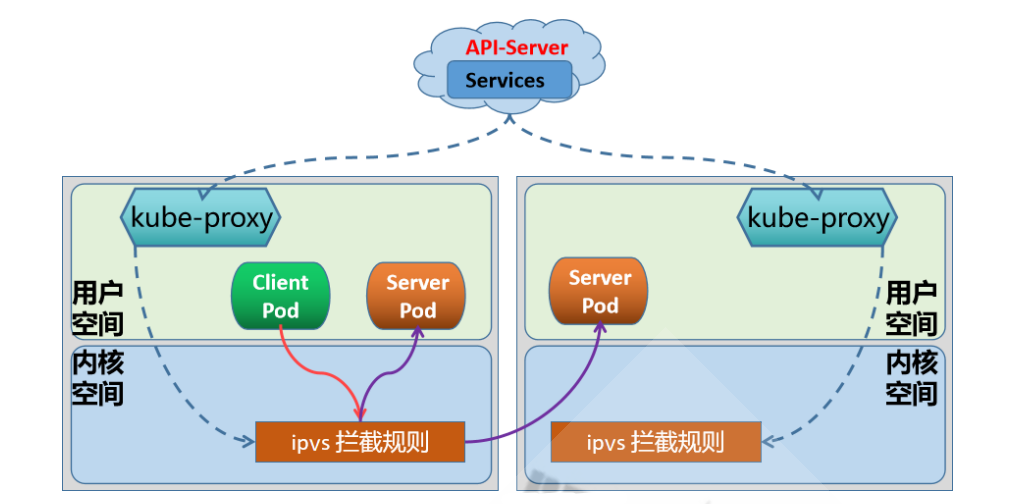 API-Server
Services
kube-proxy
kube-proxy
Client
Pod
Server
Pod
Server
Pod
用户
空间
用户
空间
内核
空间
内核
空间
ipvs 拦截规则
ipvs 拦截规则